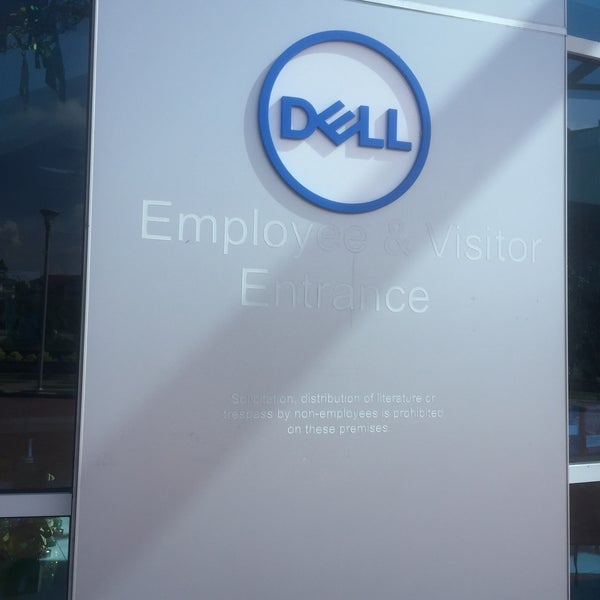 DELL
Employee & Visitor
Entrance
Solicitation, distribution of literature or
trespass by non-employees is prohibited
on these premises.